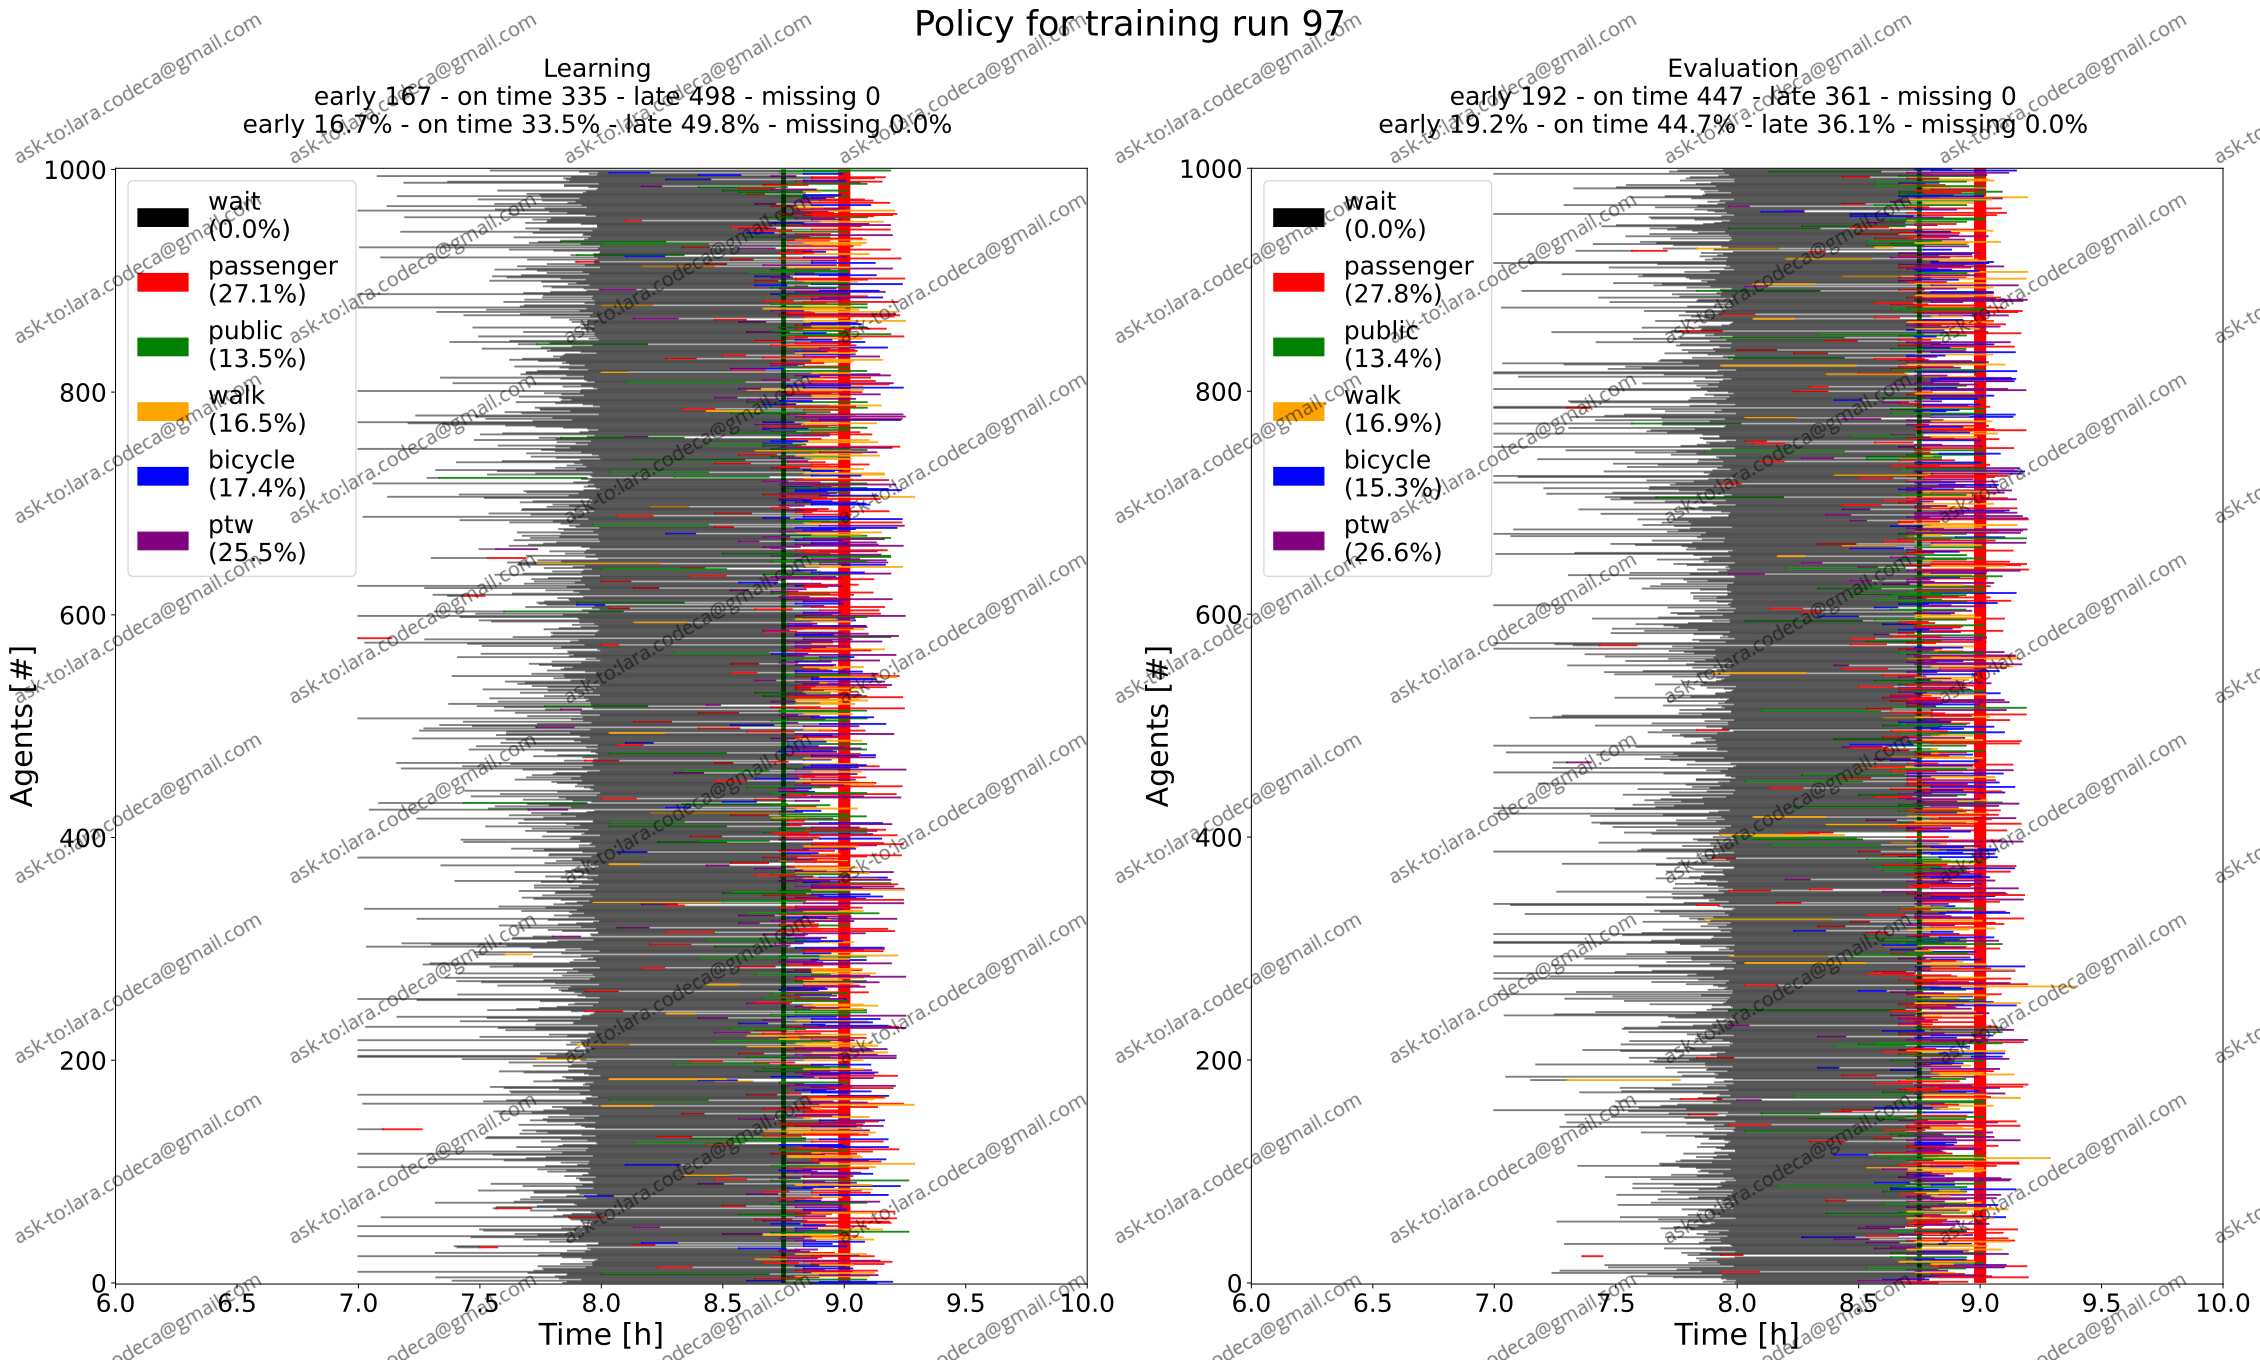 Policy for training run 97
Learning
early 167 - on time 335 - late 498 - missing 0
early 16.7% - on time 33.5% - late 49.8% - missing 0.0%
1000
800
600
400
200
0
Agents [#]
wait
(0.0%)
passenger
(27.1%)
public
(13.5%)
walk
(16.5%)
bicycle
(17.4%)
ptw
(25.5%)
6.0 6.5 7.0 7.5 8.0 8.5 9.0 9.5 10.0
Time [h]
Evaluation
early 192 - on time 447 - late 361 - missing 0
early 19.2% - on time 44.7% - late 36.1% - missing 0.0%
1000
800
600
400
200
0
Agents [#]
wait
(0.0%)
passenger
(27.8%)
public
(13.4%)
walk
(16.9%)
bicycle
(15.3%)
ptw
(26.6%)
6.0 6.5 7.0 7.5 8.0 8.5 9.0 9.5 10.0
Time [h]
ask-to:lara.codeca@gmail.com